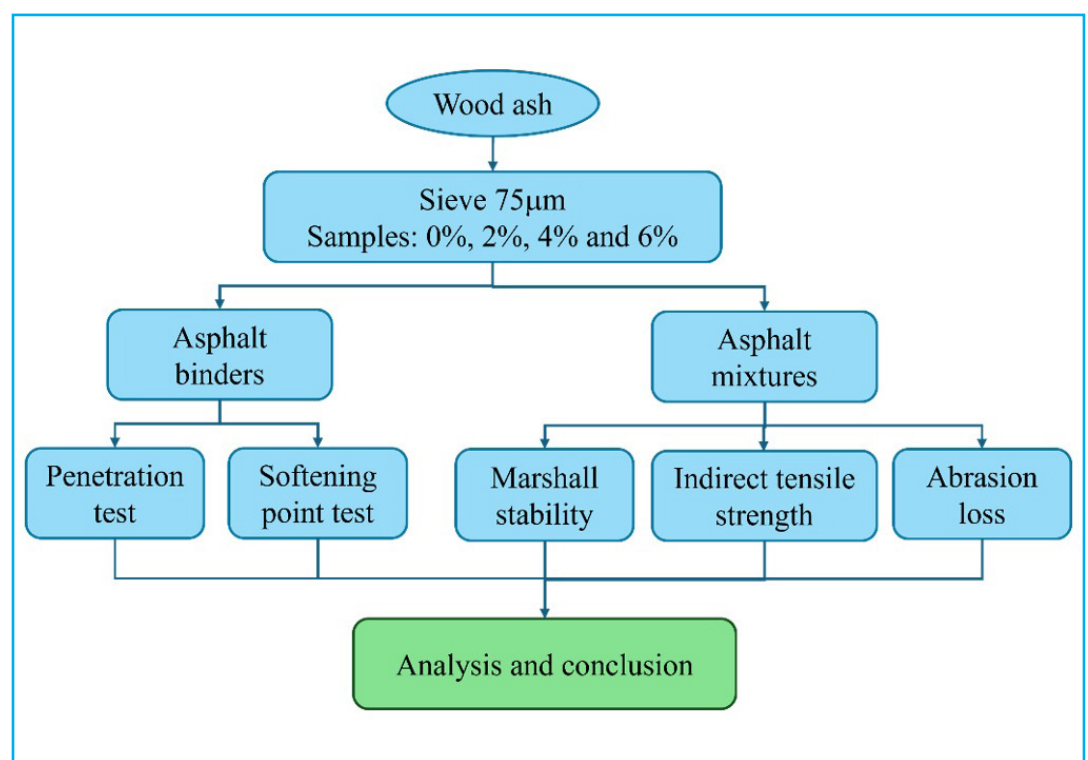 Wood ash
Sieve 75μm
Samples: 0%, 2%, 4% and 6%
Asphalt
binders
Asphalt
mixtures
Penetration
test
Softening
point test
Marshall
stability
Indirect tensile
strength
Abrasion
loss
Analysis and conclusion